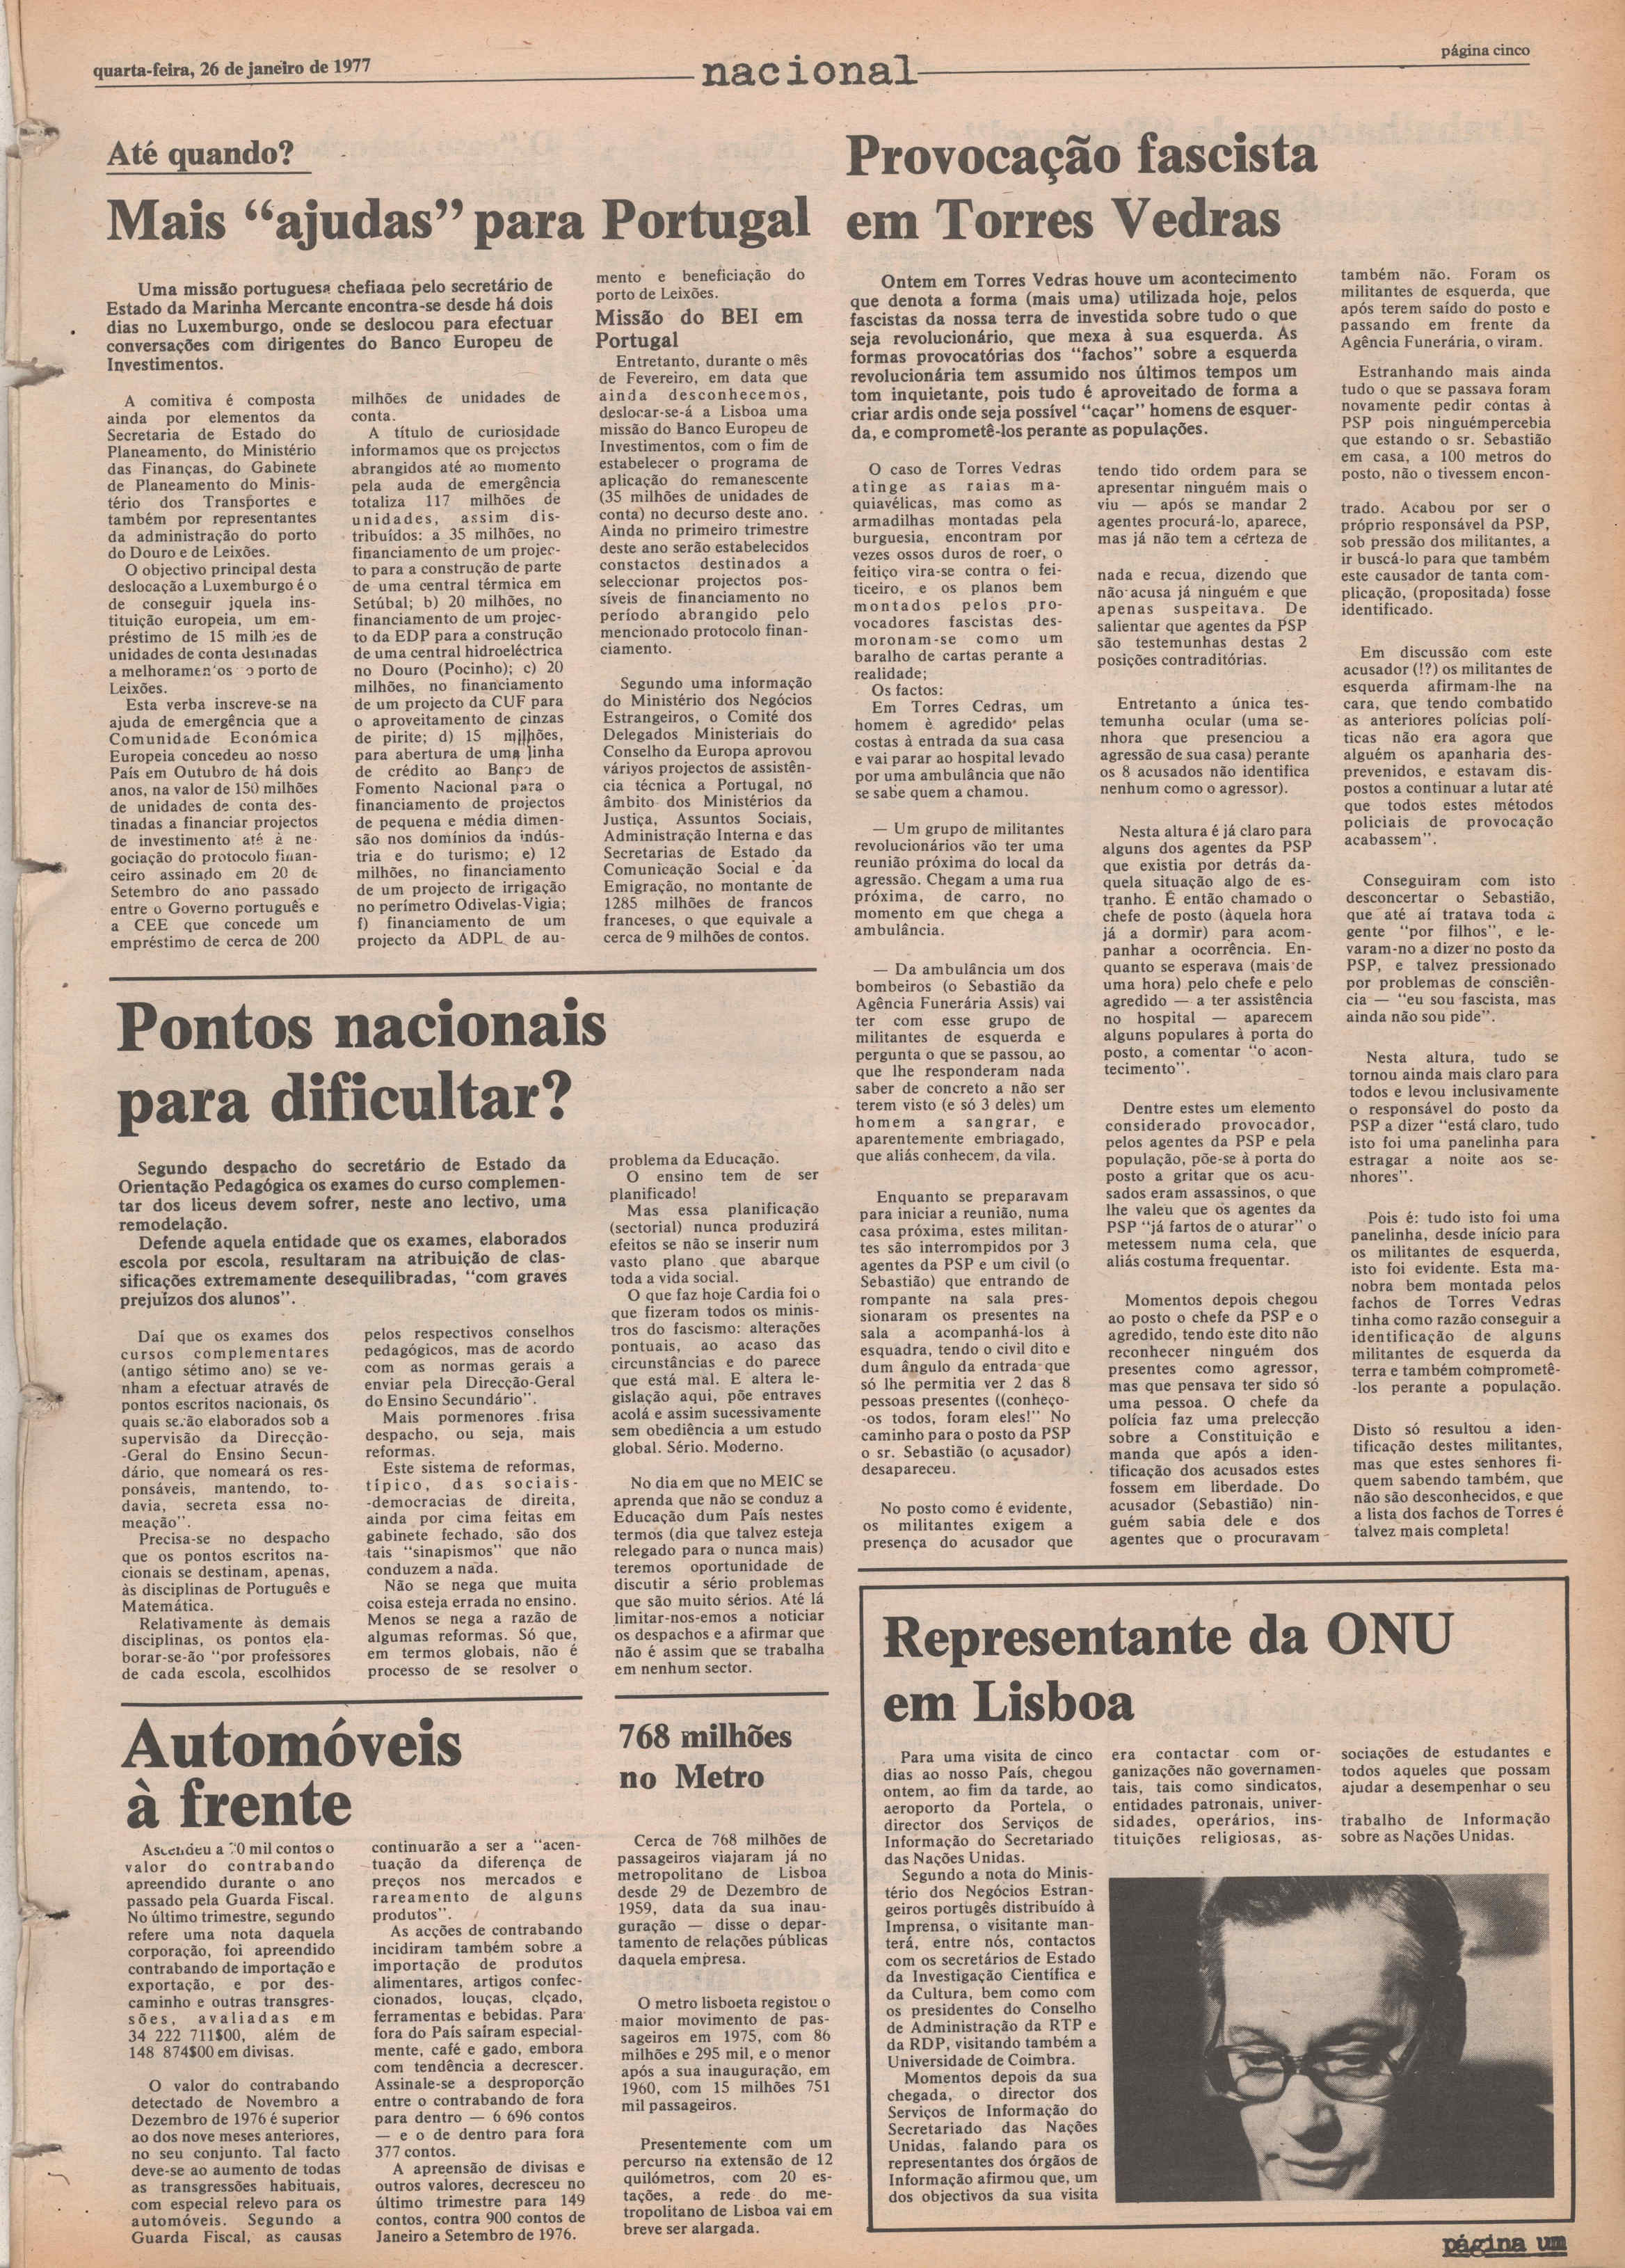 quarta-feira, 26 de janeiro de 1977
nacional
página cinco
Até quando?
Mais “ajudas” para Portugal
Uma missão portuguesa chefiada pelo secretário de
Estado da Marinha Mercante encontra-se desde há dois
dias no Luxemburgo, onde se deslocou para efectuar
conversações com dirigentes do Banco Europeu de
Investimentos.
A comitiva é composta
ainda por elementos da
Secretaria de Estado do
Planeamento, do Ministério
das Finanças, do Gabinete
de Planeamento do Minis-
tério dos Transportes e
também por representantes
da administração do porto
do Douro e de Leixões.
O objectivo principal desta
deslocação a Luxemburgo é o
de conseguir jquela ins-
tituição europeia, um em-
préstimo de 15 milhões de
unidades de conta destinadas
a melhoramentos o porto de
Leixões.
Esta verba inscreve-se na
ajuda de emergência que a
Comunidade Económica
Europeia concedeu ao nosso
País em Outubro de há dois
anos, na valor de 150 milhões
de unidades de conta des-
tinadas a financiar projectos
de investimento até à ne-
gociação do protocolo finan-
ceiro assinado em 20 de
Setembro do ano passado
entre o Governo português e
a CEE que concede um
empréstimo de cerca de 200
milhões de unidades de
conta.
A título de curiosidade
informamos que os projectos
abrangidos até ao momento
pela auda de emergência
totaliza 117 milhões de
unidades, assim dis-
tribuídos: a 35 milhões, no
financiamento de um projec-
to para a construção de parte
de uma central térmica em
Setúbal; b) 20 milhões, no
financiamento de um projec-
to da EDP para a construção
de uma central hidroeléctrica
no Douro (Pocinho); c) 20
milhões, no financiamento
de um projecto da CUF para
o aproveitamento de cinzas
de pirite; d) 15 milhões,
para abertura de uma linha
de crédito ao Banco de
Fomento Nacional para o
financiamento de projectos
de pequena e média dimen-
são nos domínios da indús-
tria e do turismo; e) 12
milhões, no financiamento
de um projecto de irrigação
no perímetro Odivelas-Vigia;
f) financiamento de um
projecto da ADPL de au-
mento e beneficiação do
porto de Leixões.
Missão do BEI em
Portugal
Entretanto, durante o mês
de Fevereiro, em data que
ainda desconhecemos,
deslocar-se-á a Lisboa uma
missão do Banco Europeu de
Investimentos, com o fim de
estabelecer o programa de
aplicação do remanescente
(35 milhões de unidades de
conta) no decurso deste ano.
Ainda no primeiro trimestre
deste ano serão estabelecidos
constactos destinados a
seleccionar projectos pos-
síveis de financiamento no
período abrangido pelo
mencionado protocolo finan-
ciamento.
Segundo uma informação
do Ministério dos Negócios
Estrangeiros, o Comité dos
Delegados Ministeriais do
Conselho da Europa aprovou
váriyos projectos de assistên-
cia técnica a Portugal, no
âmbito dos Ministérios da
Justiça, Assuntos Sociais,
Administração Interna e das
Secretarias de Estado da
Comunicação Social e da
Emigração, no montante de
1285 milhões de francos
franceses, o que equivale a
cerca de 9 milhões de contos.
Pontos nacionais
para dificultar?
Segundo despacho do secretário de Estado da
Orientação Pedagógica os exames do curso complemen-
tar dos liceus devem sofrer, neste ano lectivo, uma
remodelação.
Defende aquela entidade que os exames, elaborados
escola por escola, resultaram na atribuição de clas-
sificações extremamente desequilibradas, “com graves
prejuízos dos alunos”.
Daí que os exames dos
cursos complementares
(antigo sétimo ano) se ve-
nham a efectuar através de
pontos escritos nacionais, os
quais serão elaborados sob a
supervisão da Direcção-
-Geral do Ensino Secun-
dário, que nomeará os res-
ponsáveis, mantendo, to-
davia, secreta essa no-
meação”.
Precisa-se no despacho
que os pontos escritos na-
cionais se destinam, apenas,
às disciplinas de Português e
Matemática.
Relativamente às demais
disciplinas, os pontos ela-
borar-se-ão “por professores
de cada escola, escolhidos
pelos respectivos conselhos
pedagógicos, mas de acordo
com as normas gerais a
enviar pela Direcção-Geral
do Ensino Secundário”.
Mais pormenores frisa
despacho, ou seja, mais
reformas.
Este sistema de reformas,
típico, das sociais-
-democracias de direita,
ainda por cima feitas em
gabinete fechado, são dos
tais “sinapismos” que não
conduzem a nada.
Não se nega que muita
coisa esteja errada no ensino.
Menos se nega a razão de
algumas reformas. Só que,
em termos globais, não é
processo de se resolver o
problema da Educação.
O ensino tem de ser
planificado!
Mas essa planificação
(sectorial) nunca produzirá
efeitos se não se inserir num
vasto plano que abarque
toda a vida social.
O que faz hoje Cardia foi o
que fizeram todos os minis-
tros do fascismo: alterações
pontuais, ao acaso das
circunstâncias e do parece
que está mal. E altera le-
gislação aqui, põe entraves
acolá e assim sucessivamente
sem obediência a um estudo
global. Sério. Moderno.
No dia em que no MEIC se
aprenda que não se conduz a
Educação dum País nestes
termos (dia que talvez esteja
relegado para o nunca mais)
teremos oportunidade de
discutir a sério problemas
que são muito sérios. Até lá
limitar-nos-emos a noticiar
os despachos e a afirmar que
não é assim que se trabalha
em nenhum sector.
Automóveis
à frente
Ascendeu a 0 mil contos o
valor do contrabando
apreendido durante o ano
passado pela Guarda Fiscal.
No último trimestre, segundo
refere uma nota daquela
corporação, foi apreendido
contrabando de importação e
exportação, e por des-
caminho e outras transgres-
sões, avaliadas em
34 222 711$00, além de
148 874$00 em divisas.
O valor do contrabando
detectado de Novembro a
Dezembro de 1976 é superior
ao dos nove meses anteriores,
no seu conjunto. Tal facto
deve-se ao aumento de todas
as transgressões habituais,
com especial relevo para os
automóveis. Segundo a
Guarda Fiscal, as causas
continuarão a ser a “acen-
tuação da diferença de
preços nos mercados e
rareamento de alguns
produtos”.
As acções de contrabando
incidiram também sobre a
importação de produtos
alimentares, artigos confec-
cionados, louças, clçado,
ferramentas e bebidas. Para
fora do País saíram especial-
mente, café e gado, embora
com tendência a decrescer.
Assinale-se a desproporção
entre o contrabando de fora
para dentro — 6 696 contos
— e o de dentro para fora
377 contos.
A apreensão de divisas e
outros valores, decresceu no
último trimestre para 149
contos, contra 900 contos de
Janeiro a Setembro de 1976.
768 milhões
no Metro
Cerca de 768 milhões de
passageiros viajaram já no
metropolitano de Lisboa
desde 29 de Dezembro de
1959, data da sua inau-
guração — disse o depar-
tamento de relações públicas
daquela empresa.
O metro lisboeta registou o
maior movimento de pas-
sageiros em 1975, com 86
milhões e 295 mil, e o menor
após a sua inauguração, em
1960, com 15 milhões 751
mil passageiros.
Presentemente com um
percurso na extensão de 12
quilómetros, com 20 es-
tações, a rede do me-
tropolitano de Lisboa vai em
breve ser alargada.
Provocação fascista
em Torres Vedras
Ontem em Torres Vedras houve um acontecimento
que denota a forma (mais uma) utilizada hoje, pelos
fascistas da nossa terra de investida sobre tudo o que
seja revolucionário, que mexa à sua esquerda. As
formas provocatórias dos “fachos” sobre a esquerda
revolucionária tem assumido nos últimos tempos um
tom inquietante, pois tudo é aproveitado de forma a
criar ardis onde seja possível “caçar” homens de esquer-
da, e comprometê-los perante as populações.
O caso de Torres Vedras
atinge as raias ma-
quiavélicas, mas como as
armadilhas montadas pela
burguesia, encontram por
vezes ossos duros de roer, o
feitiço vira-se contra o fei-
ticeiro, e os planos bem
montados pelos pro-
vocadores fascistas des-
moronam-se como um
baralho de cartas perante a
realidade;
Os factos:
Em Torres Cedras, um
homem è agredido pelas
costas à entrada da sua casa
e vai parar ao hospital levado
por uma ambulância que não
se sabe quem a chamou.
— Um grupo de militantes
revolucionários vão ter uma
reunião próxima do local da
agressão. Chegam a uma rua
próxima, de carro, no
momento em que chega a
ambulância.
— Da ambulância um dos
bombeiros (o Sebastião da
Agência Funerária Assis) vai
ter com esse grupo de
militantes de esquerda e
pergunta o que se passou, ao
que lhe responderam nada
saber de concreto a não ser
terem visto (e só 3 deles) um
homem a sangrar, e
aparentemente embriagado,
que aliás conhecem, da vila.
Enquanto se preparavam
para iniciar a reunião, numa
casa próxima, estes militan-
tes são interrompidos por 3
agentes da PSP e um civil (o
Sebastião) que entrando de
rompante na sala pres-
sionaram os presentes na
sala a acompanhá-los à
esquadra, tendo o civil dito e
dum ângulo da entrada que
só lhe permitia ver 2 das 8
pessoas presentes ((conheço-
-os todos, foram eles!” No
caminho para o posto da PSP
o sr. Sebastião (o acusador)
desapareceu.
No posto como é evidente,
os militantes exigem a
presença do acusador que
tendo tido ordem para se
apresentar ninguém mais o
viu — após se mandar 2
agentes procurá-lo, aparece,
mas já não tem a certeza de
nada e recua, dizendo que
não acusa já ninguém e que
apenas suspeitava. De
salientar que agentes da PSP
são testemunhas destas 2
posições contraditórias.
Entretanto a única tes-
temunha ocular (uma se-
nhora que presenciou a
agressão de sua casa) perante
os 8 acusados não identifica
nenhum como o agressor).
Nesta altura é já claro para
alguns dos agentes da PSP
que existia por detrás da-
quela situação algo de es-
tranho. É então chamado o
chefe de posto (àquela hora
já a dormir) para acom-
panhar a ocorrência. En-
quanto se esperava (mais de
uma hora) pelo chefe e pelo
agredido — a ter assistência
no hospital — aparecem
alguns populares à porta do
posto, a comentar “o acon-
tecimento”.
Dentre estes um elemento
considerado provocador,
pelos agentes da PSP e pela
população, põe-se à porta do
posto a gritar que os acu-
sados eram assassinos, o que
lhe valeu que os agentes da
PSP “já fartos de o aturar” o
metessem numa cela, que
aliás costuma frequentar.
Momentos depois chegou
ao posto o chefe da PSP e o
agredido, tendo este dito não
reconhecer ninguém dos
presentes como agressor,
mas que pensava ter sido só
uma pessoa. O chefe da
polícia faz uma prelecção
sobre a Constituição e
manda que após a iden-
tificação dos acusados estes
fossem em liberdade. Do
acusador (Sebastião) nin-
guém sabia dele e dos
agentes que o procuravam
também não. Foram os
militantes de esquerda, que
após terem saído do posto e
passando em frente da
Agência Funerária, o viram.
Estranhando mais ainda
tudo o que se passava foram
novamente pedir contas à
PSP pois ninguémpercebia
que estando o sr. Sebastião
em casa, a 100 metros do
posto, não o tivessem encon-
trado. Acabou por ser o
próprio responsável da PSP,
sob pressão dos militantes, a
ir buscá-lo para que também
este causador de tanta com-
plicação, (propositada) fosse
identificado.
Em discussão com este
acusador (!?) os militantes de
esquerda afirmam-lhe na
cara, que tendo combatido
as anteriores polícias polí-
ticas não era agora que
alguém os apanharia des-
prevenidos, e estavam dis-
postos a continuar a lutar até
que todos estes métodos
policiais de provocação
acabassem”.
Conseguiram com isto
desconcertar o Sebastião,
que até aí tratava toda a
gente “por filhos”, e le-
varam-no a dizer no posto da
PSP, e talvez pressionado
por problemas de consciên-
cia — “eu sou fascista, mas
ainda não sou pide”.
Nesta altura, tudo se
tornou ainda mais claro para
todos e levou inclusivamente
o responsável do posto da
PSP a dizer “está claro, tudo
isto foi uma panelinha para
estragar a noite aos se-
nhores”.
Pois é: tudo isto foi uma
panelinha, desde início para
os militantes de esquerda,
isto foi evidente. Esta ma-
nobra bem montada pelos
fachos de Torres Vedras
tinha como razão conseguir a
identificação de alguns
militantes de esquerda da
terra e também comprometê-
-los perante a população.
Disto só resultou a iden-
tificação destes militantes,
mas que estes senhores fi-
quem sabendo também, que
não são desconhecidos, e que
a lista dos fachos de Torres é
talvez mais completa!
Representante da ONU
em Lisboa
Para uma visita de cinco
dias ao nosso País, chegou
ontem, ao fim da tarde, ao
aeroporto da Portela, o
director dos Serviços de
Informação do Secretariado
das Nações Unidas.
Segundo a nota do Minis-
tério dos Negócios Estran-
geiros portugês distribuído à
Imprensa, o visitante man-
terá, entre nós, contactos
com os secretários de Estado
da Investigação Científica e
da Cultura, bem como com
os presidentes do Conselho
de Administração da RTP e
da RDP, visitando também a
Universidade de Coimbra.
Momentos depois da sua
chegada, o director dos
Serviços de Informação do
Secretariado das Nações
Unidas, falando para os
representantes dos órgãos de
Informação afirmou que, um
dos objectivos da sua visita
era contactar com or-
ganizações não governamen-
tais, tais como sindicatos,
entidades patronais, univer-
sidades, operários, ins-
tituições religiosas, as-
sociações de estudantes e
todos aqueles que possam
ajudar a desempenhar o seu
trabalho de Informação
sobre as Nações Unidas.
página um